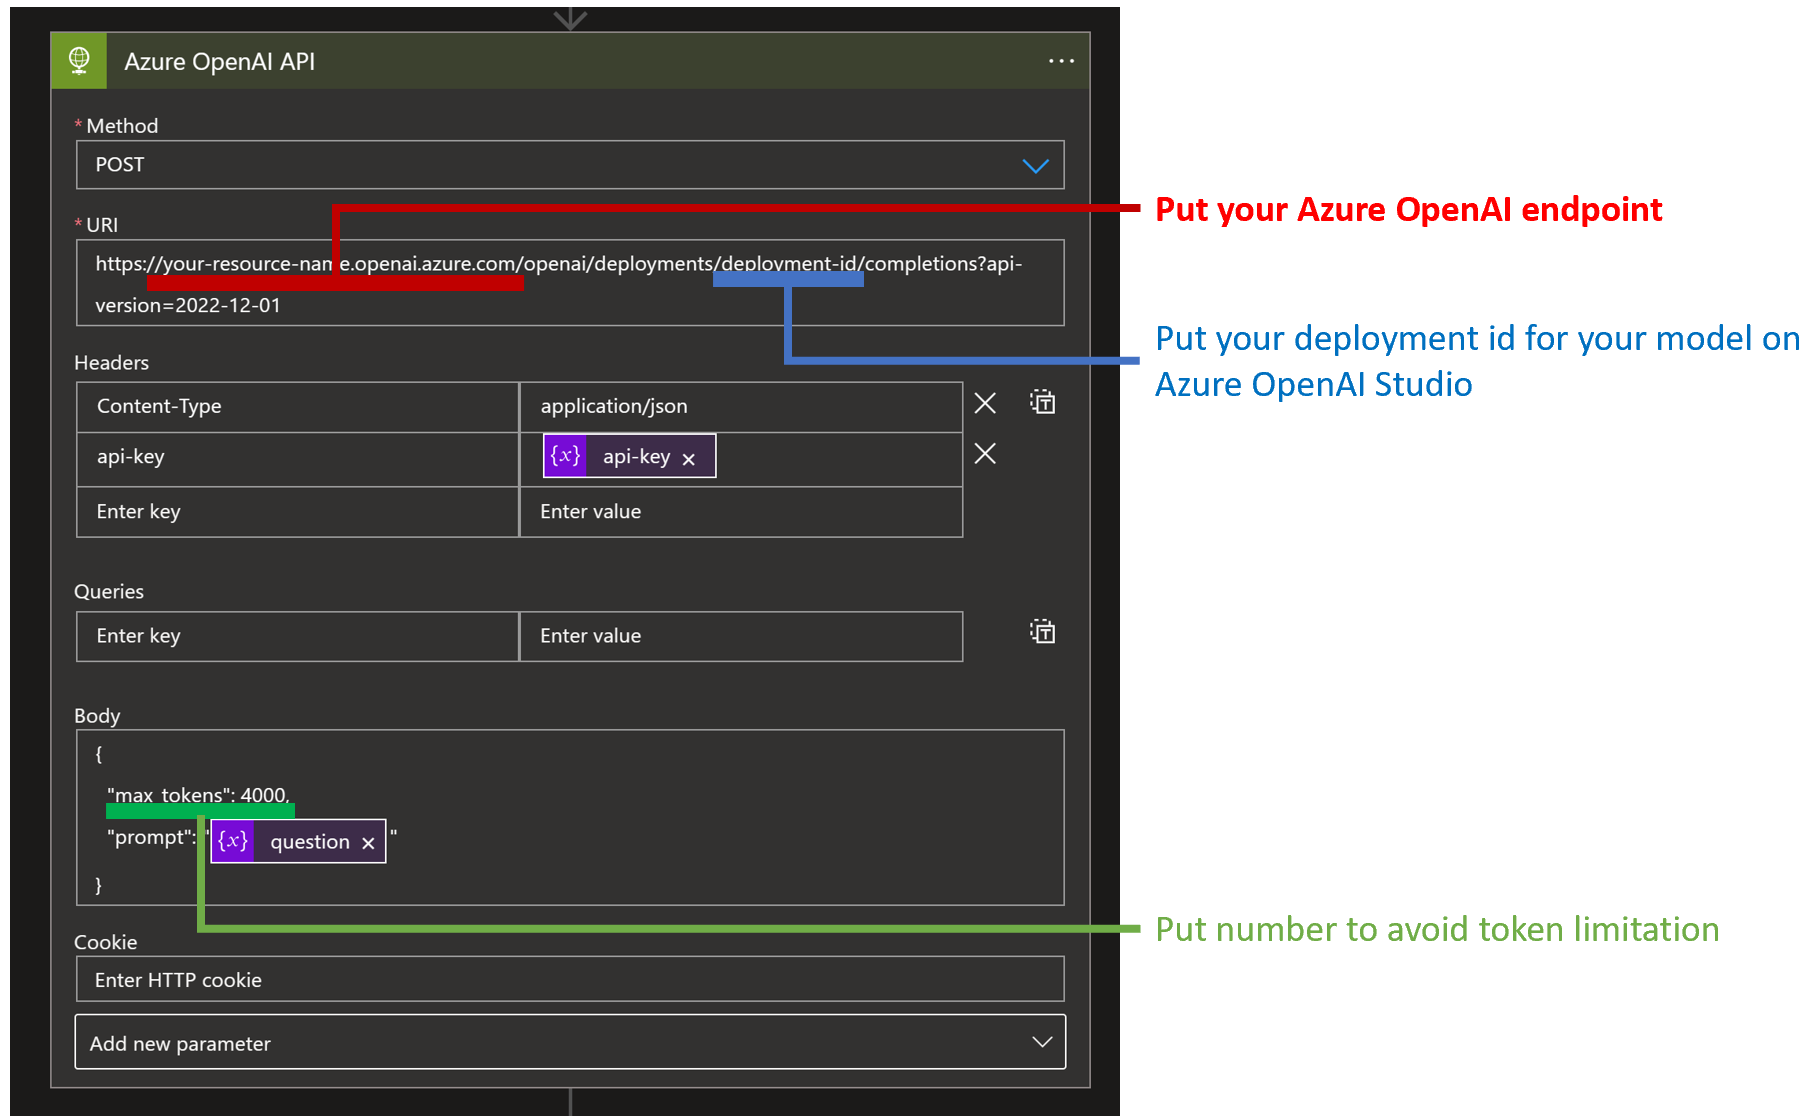 Azure OpenAI API
* Method
POST
Put your Azure OpenAI endpoint
* URI
https://your-resource-name.openai.azure.com/openai/deployments/deployment-id/completions?api-
version=2022-12-01
Put your deployment id for your model on
Azure OpenAI Studio
Headers
Content-Type application/json
api-key {x} api-key
Enter key Enter value
Queries
Enter key Enter value
Body
{
"max_tokens": 4000,
"prompt": "{x} question"
}
Put number to avoid token limitation
Cookie
Enter HTTP cookie
Add new parameter